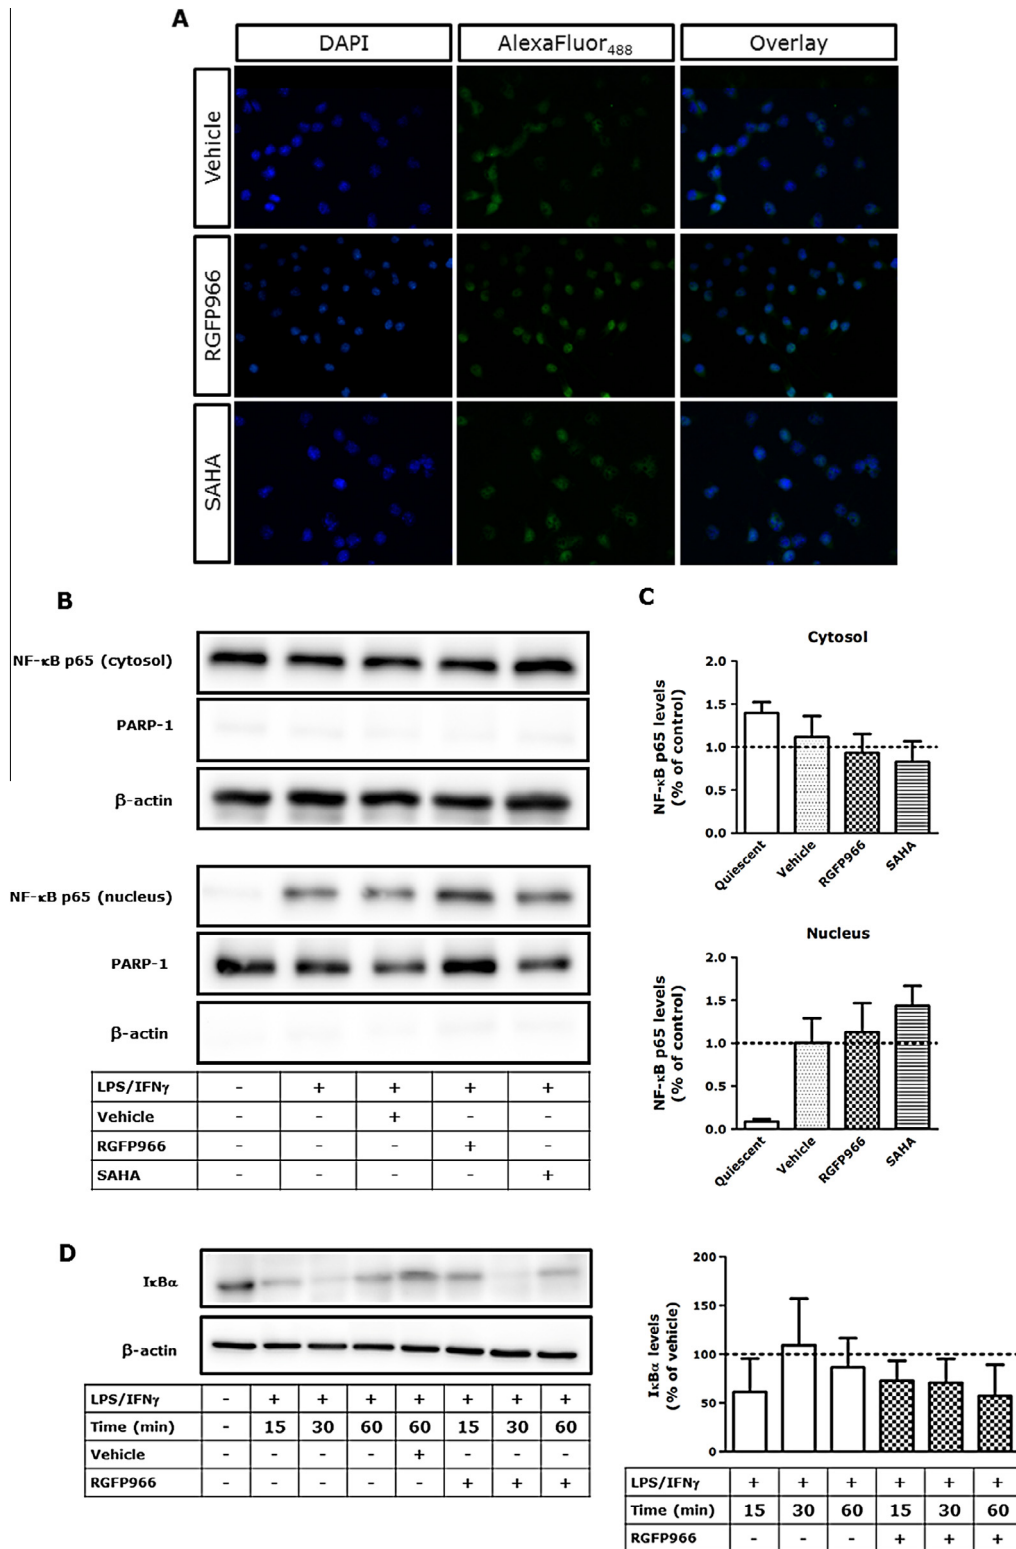 A
DAPI AlexaFluor488 Overlay
Vehicle
RGFP966
SAHA
B
NF-κB p65 (cytosol)
PARP-1
β-actin
NF-κB p65 (nucleus)
PARP-1
β-actin
LPS/IFNγ - + + + +
Vehicle - - + - -
RGFP966 - - - + -
SAHA - - - - +
C
Cytosol
NF-κB p65 levels
(% of control)
2.0
1.5
1.0
0.5
0.0
Quiescent Vehicle RGFP966 SAHA
Nucleus
NF-κB p65 levels
(% of control)
2.0
1.5
1.0
0.5
0.0
Quiescent Vehicle RGFP966 SAHA
D
IκBα
β-actin
LPS/IFNγ - + + + + + + +
Time (min) - 15 30 60 60 15 30 60
Vehicle - - - - + - - -
RGFP966 - - - - - + + +
IκBα levels
(% of vehicle)
200
150
100
50
0
LPS/IFNγ + + + + + +
Time (min) 15 30 60 15 30 60
RGFP966 - - - + + +